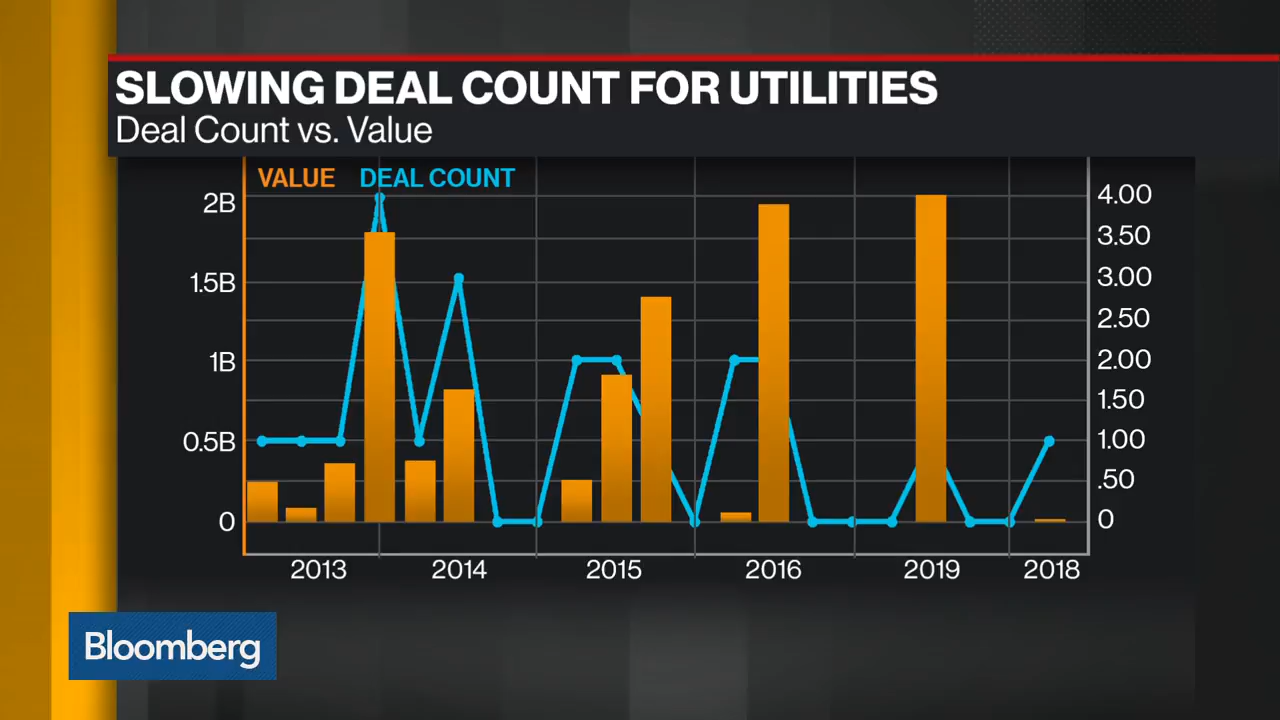 SLOWING DEAL COUNT FOR UTILITIES
Deal Count vs. Value
VALUE DEAL COUNT
2B
1.5B
1B
0.5B
0
4.00
3.50
3.00
2.50
2.00
1.50
1.00
.50
0
2013 2014 2015 2016 2019 2018
Bloomberg